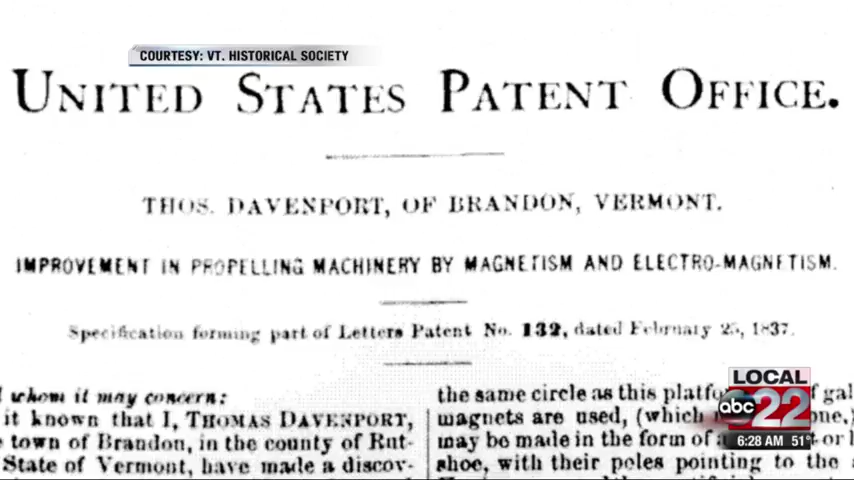 COURTESY: VT. HISTORICAL SOCIETY
UNITED STATES PATENT OFFICE.
THOS. DAVENPORT, OF BRANDON, VERMONT.
IMPROVEMENT IN PROPELLING MACHINERY BY MAGNETISM AND ELECTRO-MAGNETISM.
Specification forming part of Letters Patent No. 132, dated February 25, 1837.
whom it may concern:
it known that I, THOMAS DAVENPORT,
town of Brandon, in the county of Rut-
State of Vermont, have made a discov-
the same circle as this platfo f gal
magnets are used, (which one,)
may be made in the form of a or
shoe, with their poles pointing to the
LOCAL
abc 22
6:28 AM 51°